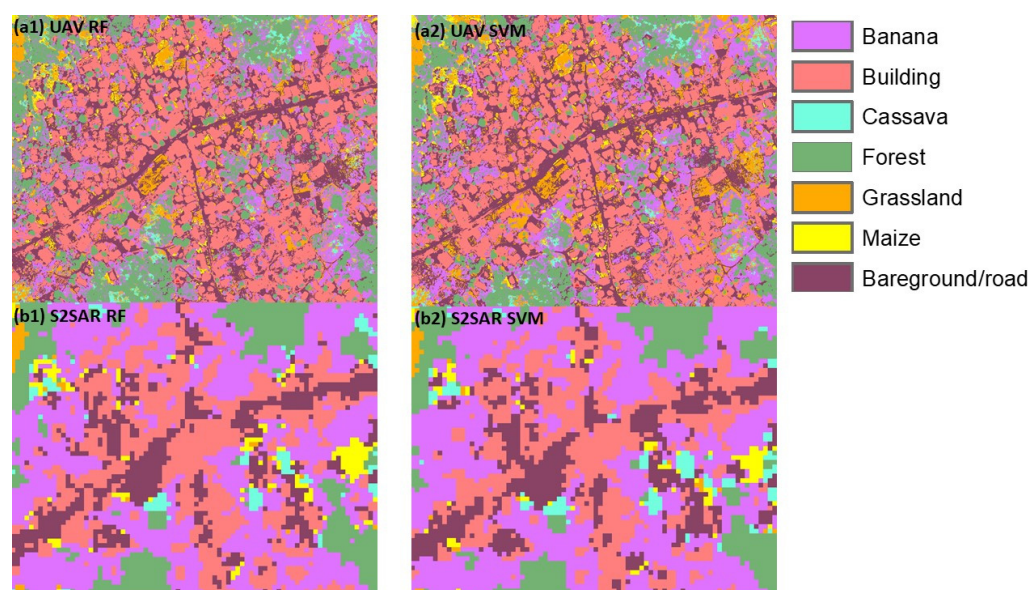 (a1) UAV RF
(a2) UAV SVM
Banana
Building
Cassava
Forest
Grassland
Maize
Bareground/road
(b1) S2SAR RF
(b2) S2SAR SVM